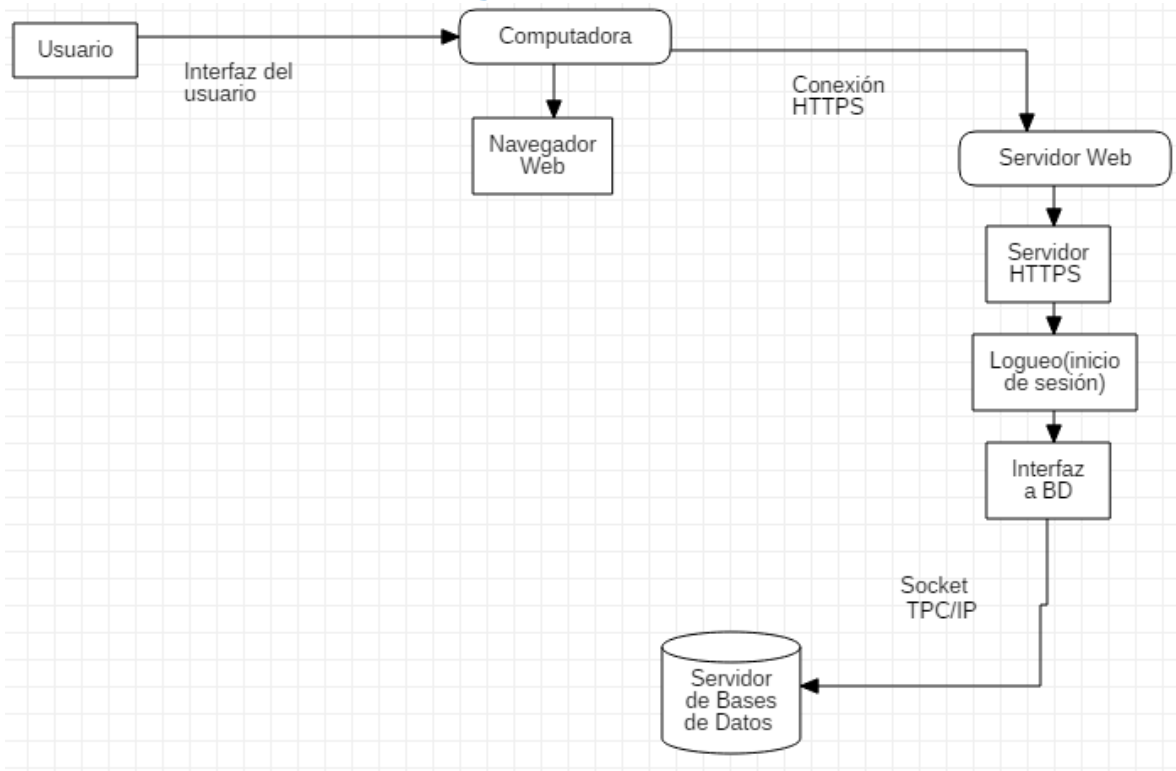 Usuario
Interfaz del
usuario
Computadora
Navegador
Web
Conexión
HTTPS
Servidor Web
Servidor
HTTPS
Logueo(inicio
de sesión)
Interfaz
a BD
Socket
TPC/IP
Servidor
de Bases
de Datos